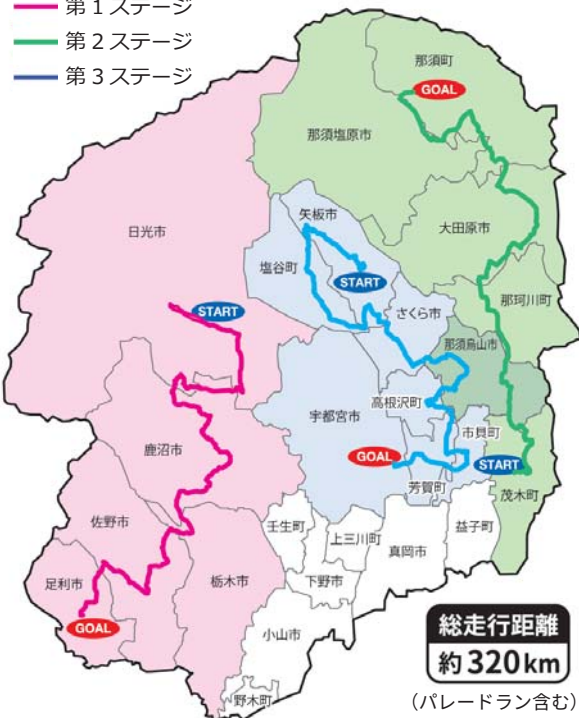 第1ステージ
第2ステージ
第3ステージ
那須町
GOAL
那須塩原市
大田原市
矢板市
日光市
塩谷町
START
START
さくら市
那珂川町
那須烏山市
高根沢町
宇都宮市
市貝町
鹿沼市
GOAL
START
芳賀町
茂木町
佐野市
壬生町
上三川町
益子町
真岡市
足利市
栃木市
下野市
GOAL
小山市
総走行距離
約320km
野木町
(パレードラン含む)